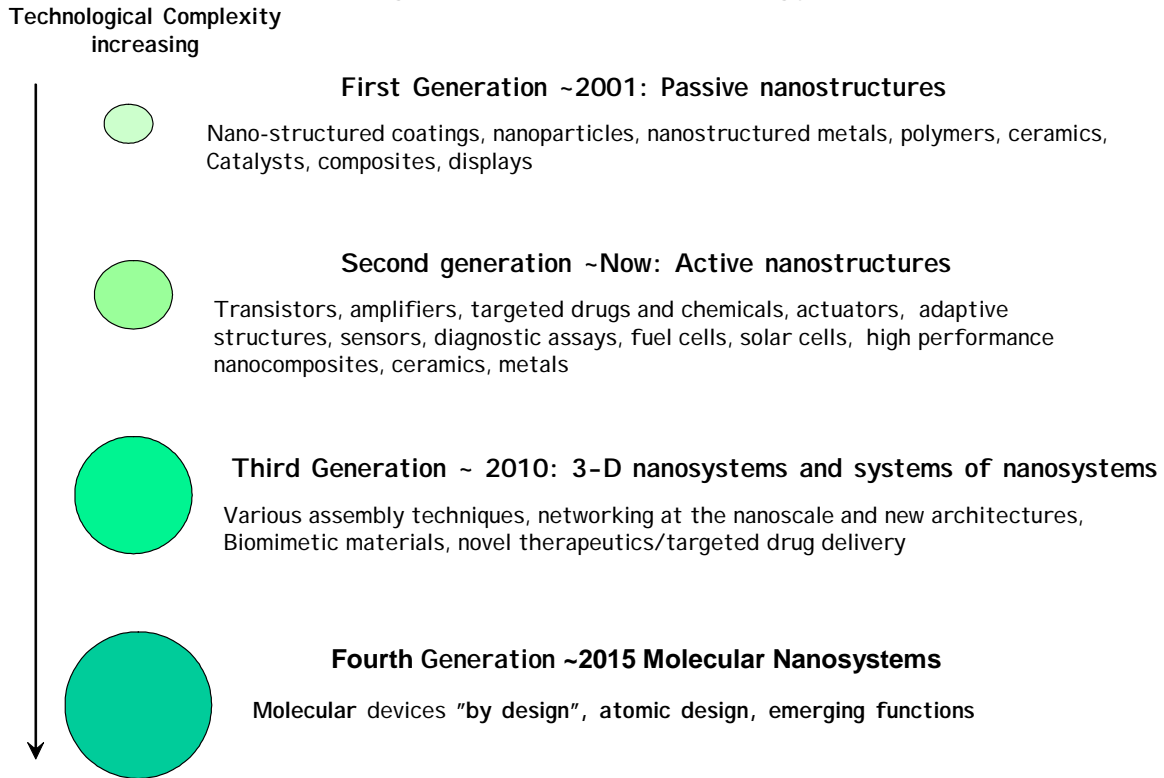 Technological Complexity
increasing
First Generation ~2001: Passive nanostructures
Nano-structured coatings, nanoparticles, nanostructured metals, polymers, ceramics,
Catalysts, composites, displays
Second generation ~Now: Active nanostructures
Transistors, amplifiers, targeted drugs and chemicals, actuators, adaptive
structures, sensors, diagnostic assays, fuel cells, solar cells, high performance
nanocomposites, ceramics, metals
Third Generation ~ 2010: 3-D nanosystems and systems of nanosystems
Various assembly techniques, networking at the nanoscale and new architectures,
Biomimetic materials, novel therapeutics/targeted drug delivery
Fourth Generation ~2015 Molecular Nanosystems
Molecular devices "by design", atomic design, emerging functions